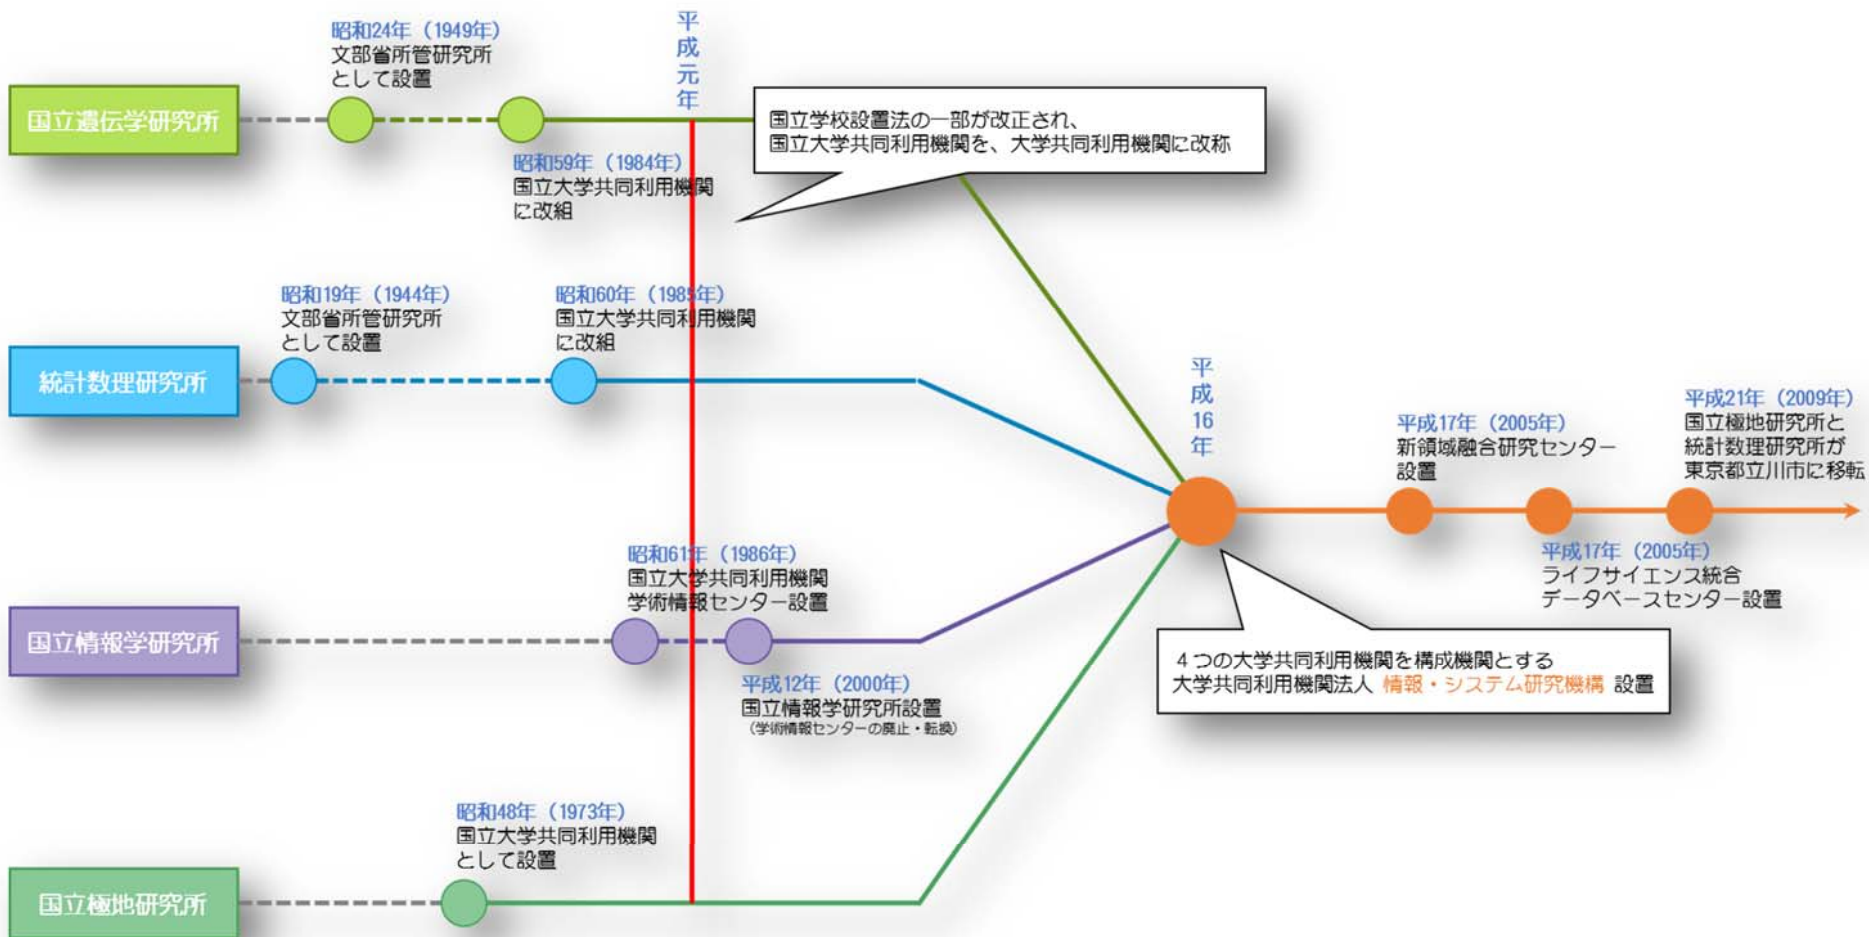 昭和24年（1949年）
文部省所管研究所
として設置
平成元年
国立遺伝学研究所
国立学校設置法の一部が改正され、
国立大学共同利用機関を、大学共同利用機関に改称
昭和59年（1984年）
国立大学共同利用機関
に改組
昭和19年（1944年）
文部省所管研究所
として設置
昭和60年（1985年）
国立大学共同利用機関
に改組
統計数理研究所
平成16年
平成17年（2005年）
新領域融合研究センター
設置
平成21年（2009年）
国立極地研究所と
統計数理研究所が
東京都立川市に移転
平成17年（2005年）
ライフサイエンス統合
データベースセンター設置
昭和61年（1986年）
国立大学共同利用機関
学術情報センター設置
国立情報学研究所
平成12年（2000年）
国立情報学研究所設置
（学術情報センターの廃止・転換）
４つの大学共同利用機関を構成機関とする
大学共同利用機関法人 情報・システム研究機構 設置
昭和48年（1973年）
国立大学共同利用機関
として設置
国立極地研究所